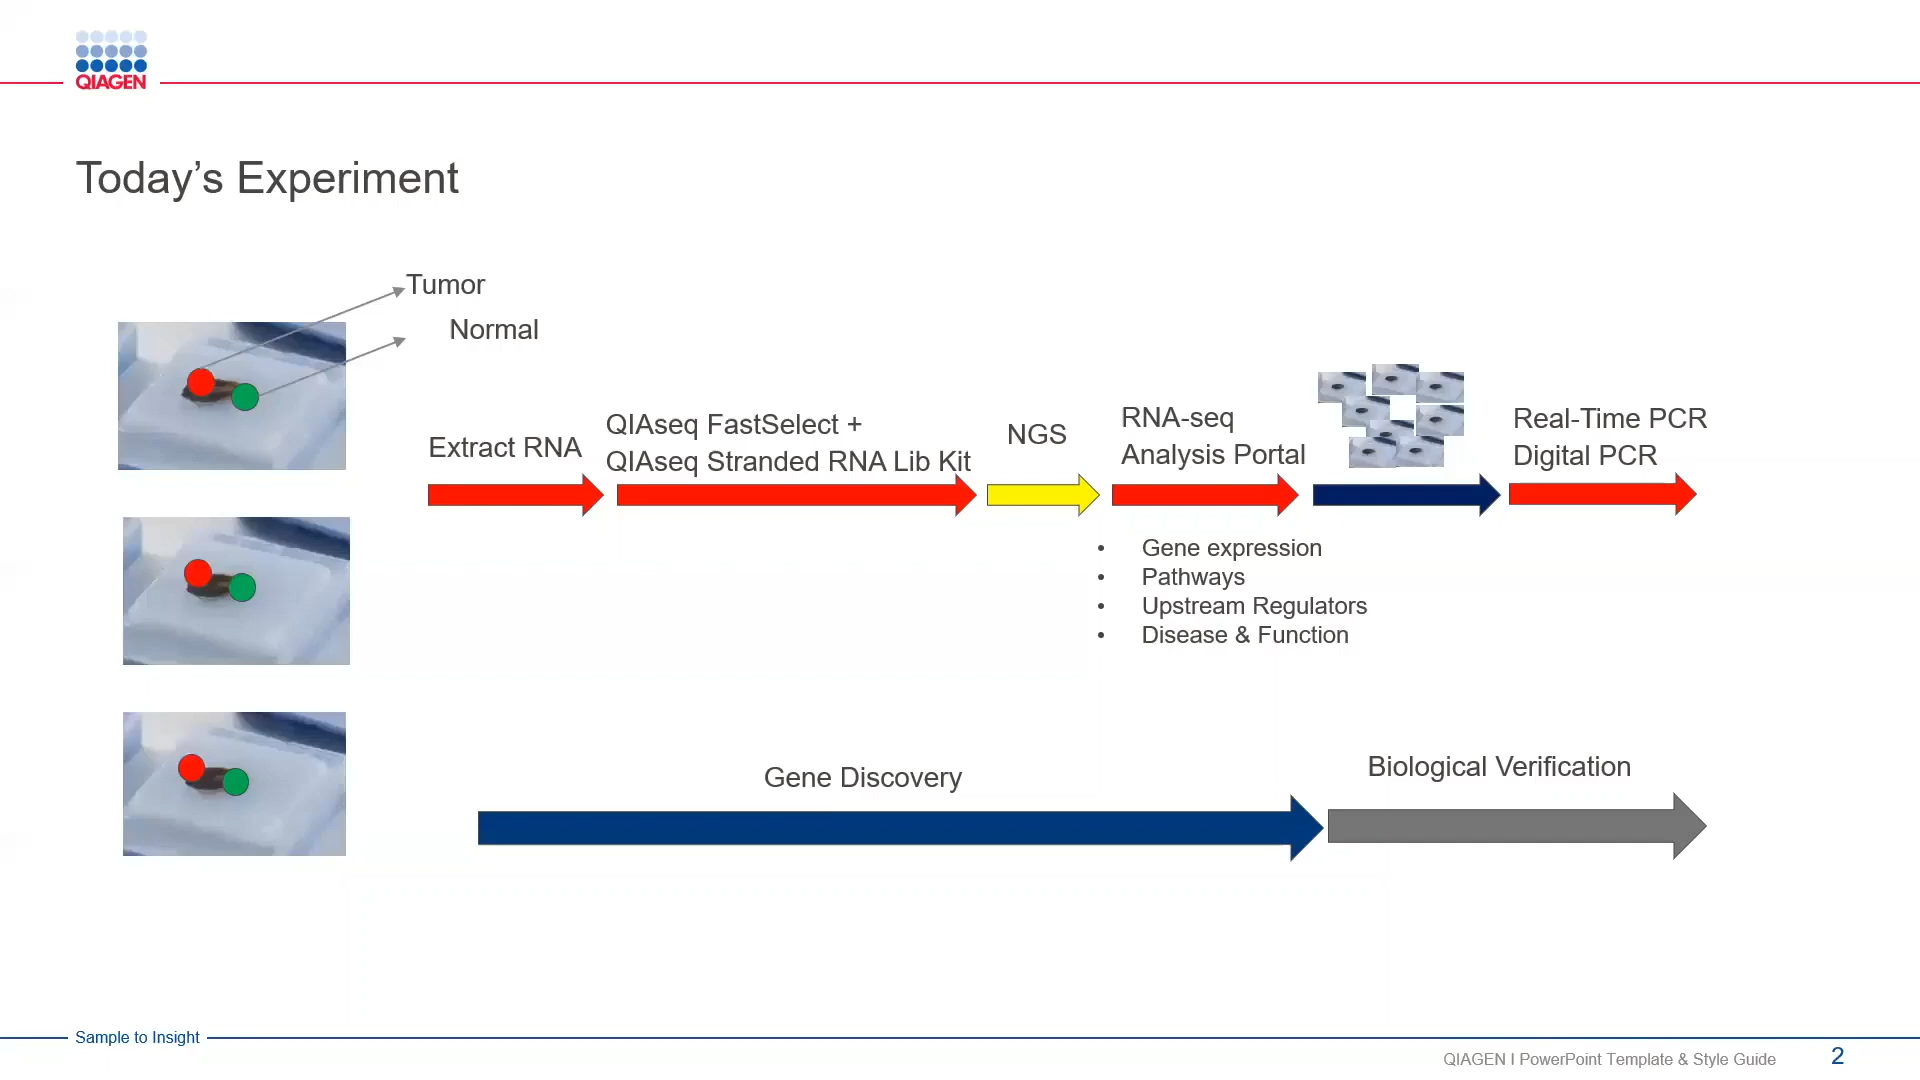 QIAGEN
Today’s Experiment
Tumor
Normal
Extract RNA
QIAseq FastSelect +
QIAseq Stranded RNA Lib Kit
NGS
RNA-seq
Analysis Portal
Real-Time PCR
Digital PCR
• Gene expression
• Pathways
• Upstream Regulators
• Disease & Function
Gene Discovery
Biological Verification
Sample to Insight
QIAGEN I PowerPoint Template & Style Guide 2